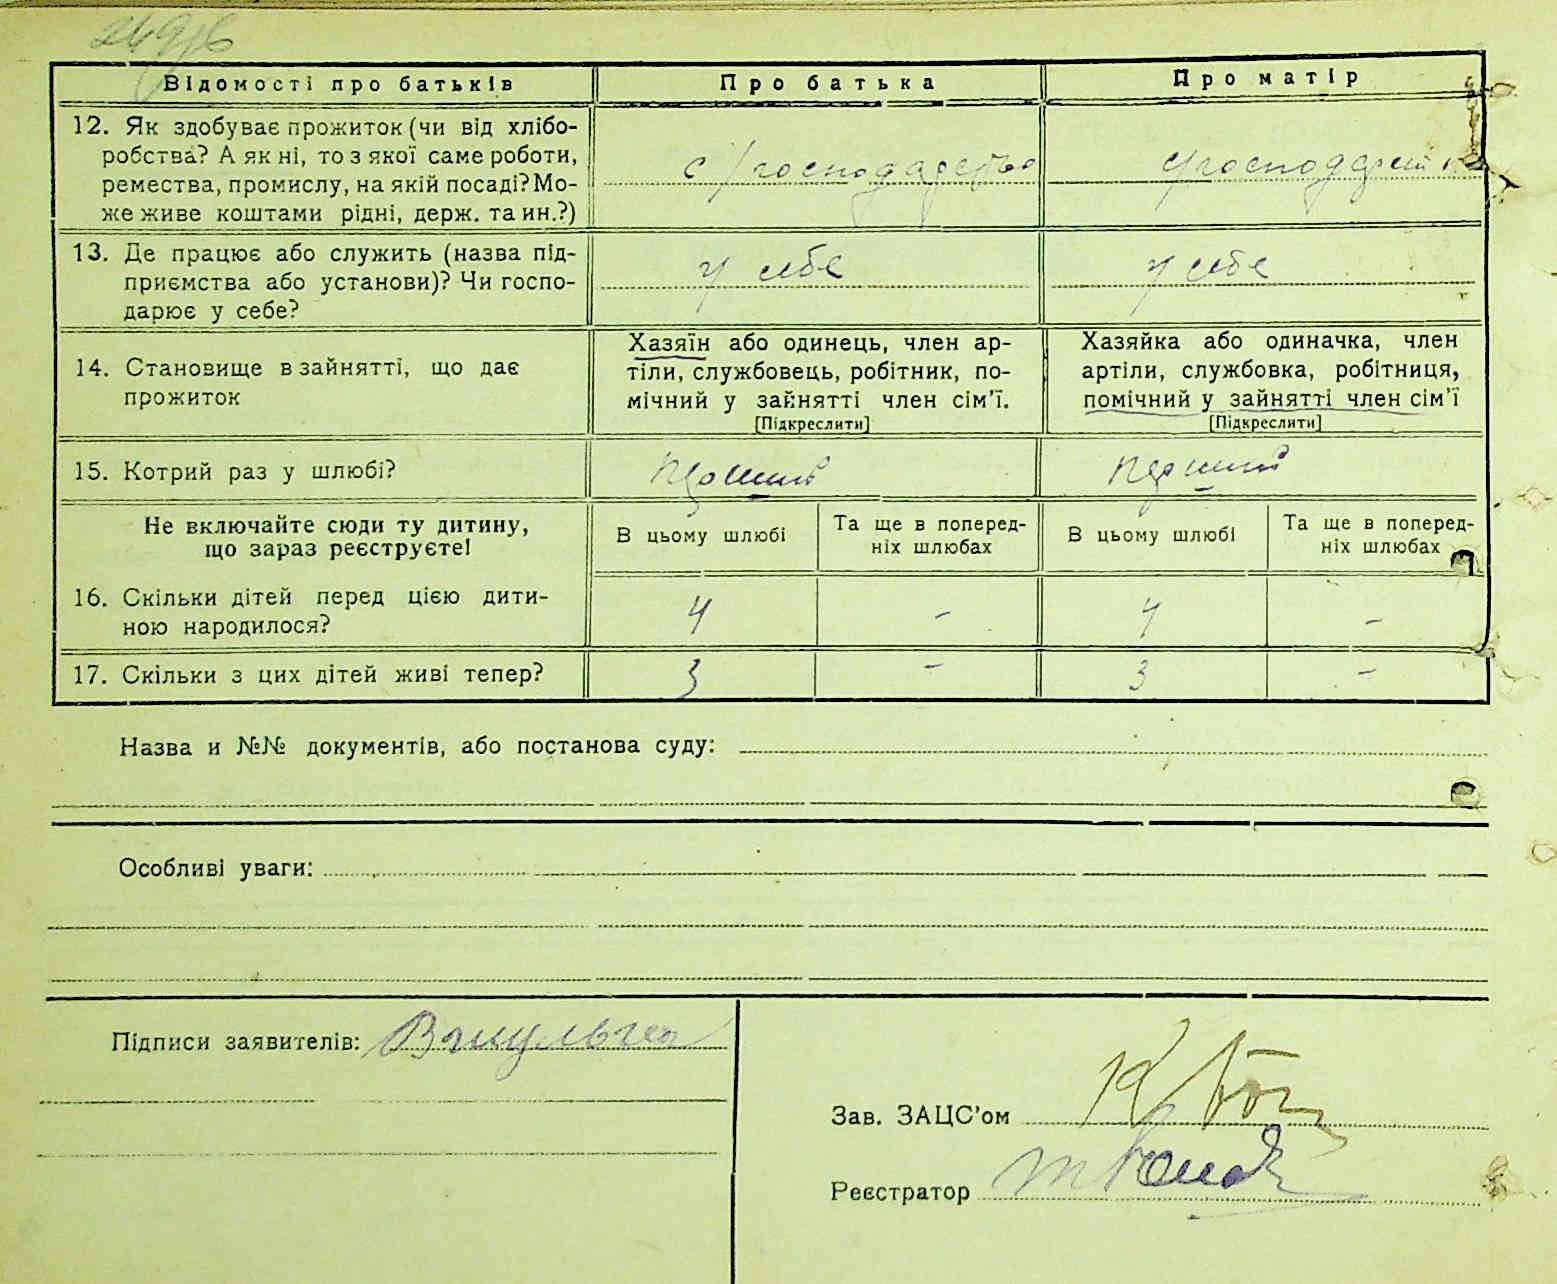 Відомості про батьків
Про батька
Про матір
12. Як здобуває прожиток (чи від хлібо-
робства? А як ні, то з якої саме роботи,
ремества, промислу, на якій посаді? Мо-
же живе коштами рідні, держ. та ин.?)
с/господарство
с/господарств
13. Де працює або служить (назва під-
приємства або установи)? Чи госпо-
дарює у себе?
у себе
у себе
14. Становище в зайнятті, що дає
прожиток
Хазяїн або одинець, член ар-
тіли, службовець, робітник, по-
мічний у зайнятті член сім'ї.
[Підкреслити]
Хазяйка або одиначка, член
артіли, службовка, робітниця,
помічний у зайнятті член сім'ї
[Підкреслити]
15. Котрий раз у шлюбі?
Перший
Перший
Не включайте сюди ту дитину,
що зараз реєструєте!
В цьому шлюбі
Та ще в поперед-
ніх шлюбах
В цьому шлюбі
Та ще в поперед-
ніх шлюбах
16. Скільки дітей перед цією дити-
ною народилося?
4
-
4
-
17. Скільки з цих дітей живі тепер?
3
-
3
-
Назва и №№ документів, або постанова суду:
Особливі уваги:
Підписи заявителів:
Зав. ЗАЦС'ом
Реєстратор